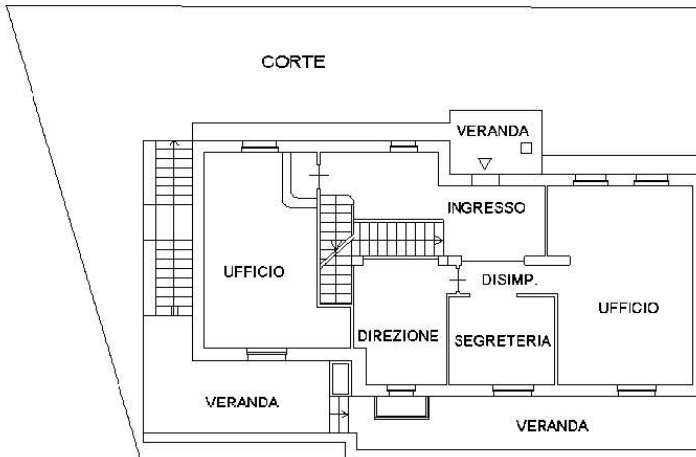 CORTE
VERANDA
INGRESSO
UFFICIO
DISIMP.
UFFICIO
DIREZIONE
SEGRETERIA
VERANDA
VERANDA